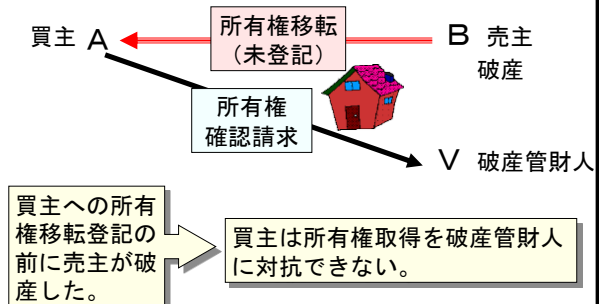 所有権移転
（未登記）
買主 A
B 売主
破産
所有権
確認請求
V 破産管財人
買主への所有
権移転登記の
前に売主が破
産した。
買主は所有権取得を破産管財人
に対抗できない。